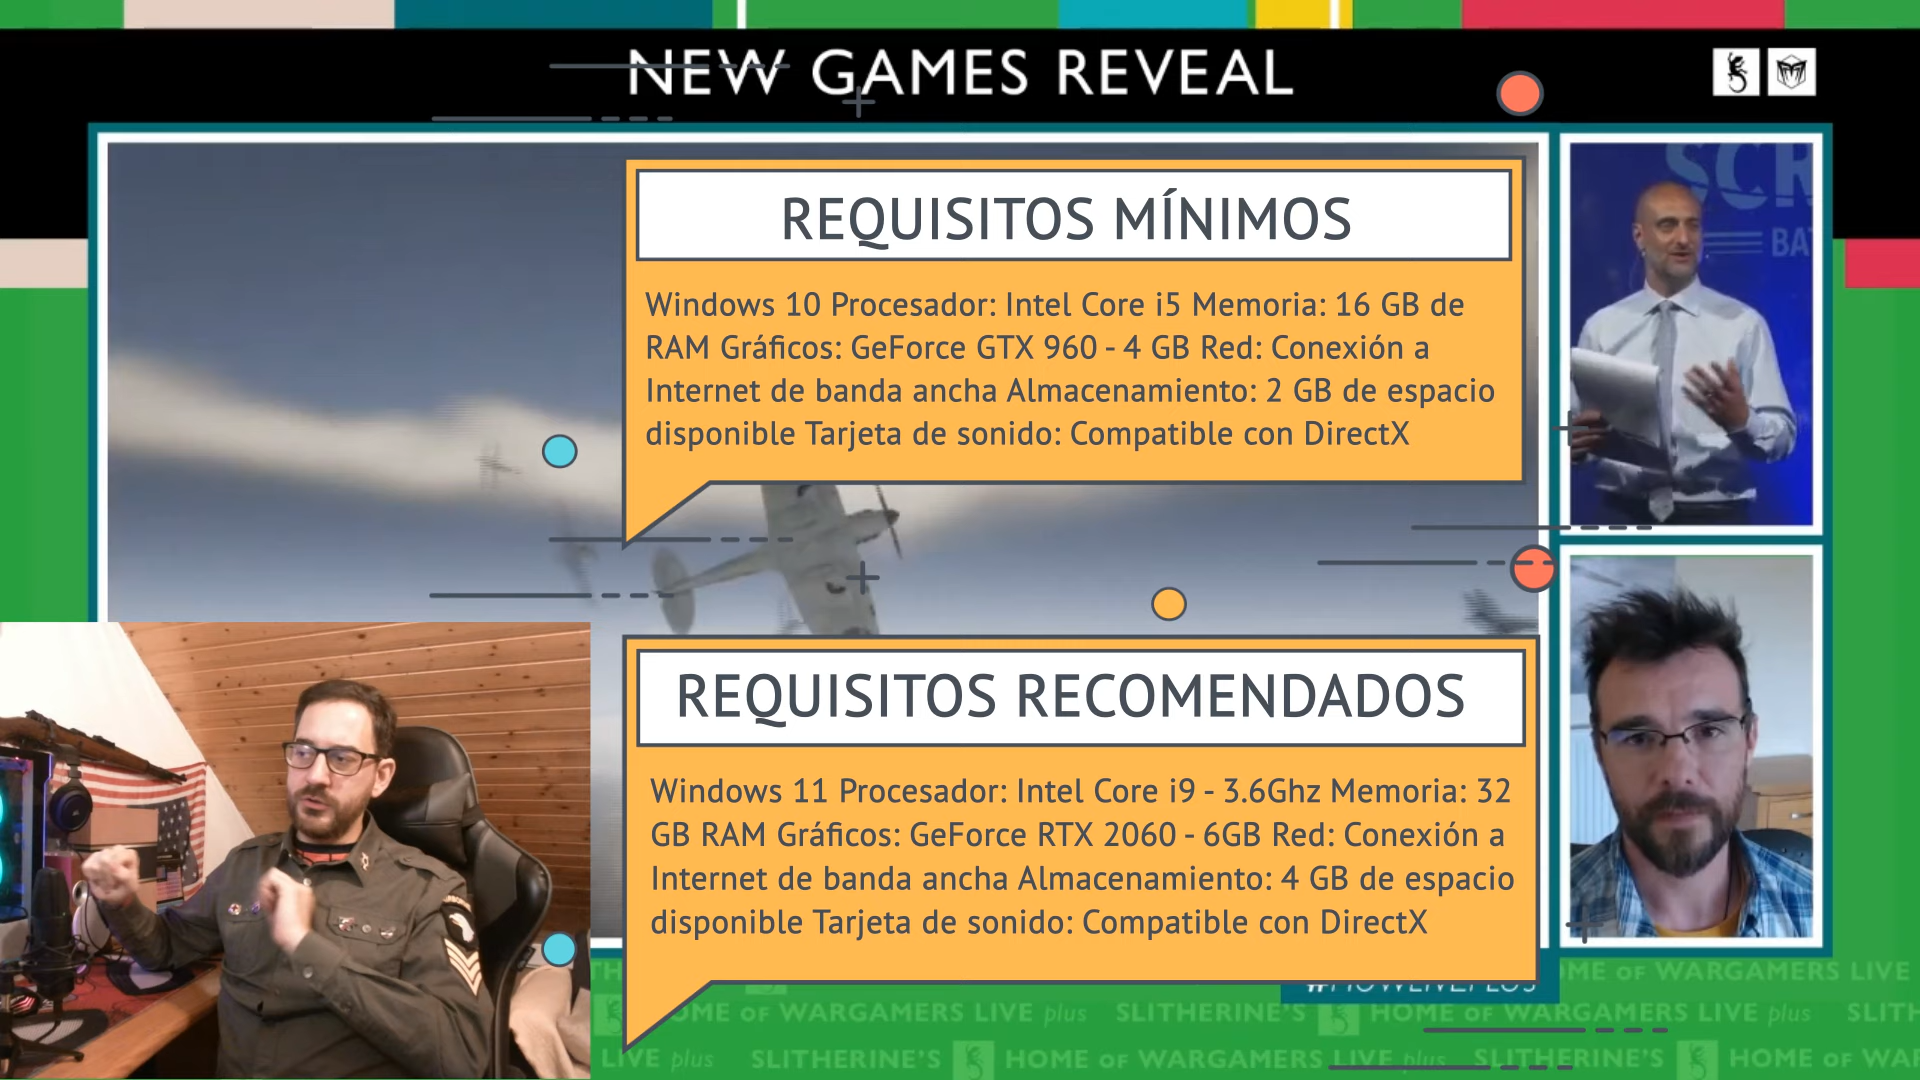 NEW GAMES REVEAL
SCR
BAT
REQUISITOS MÍNIMOS
Windows 10 Procesador: Intel Core i5 Memoria: 16 GB de
RAM Gráficos: GeForce GTX 960 - 4 GB Red: Conexión a
Internet de banda ancha Almacenamiento: 2 GB de espacio
disponible Tarjeta de sonido: Compatible con DirectX
REQUISITOS RECOMENDADOS
Windows 11 Procesador: Intel Core i9 - 3.6Ghz Memoria: 32
GB RAM Gráficos: GeForce RTX 2060 - 6GB Red: Conexión a
Internet de banda ancha Almacenamiento: 4 GB de espacio
disponible Tarjeta de sonido: Compatible con DirectX
OME OF WARGAMERS LIVE
OME OF WARGAMERS LIVE plus SLITHERINE'S HOME OF WARGAMERS LIVE plus SLITH
LIVE plus SLITHERINE'S HOME OF WARGAMERS LIVE plus SLITHERINE'S HOME OF WAR